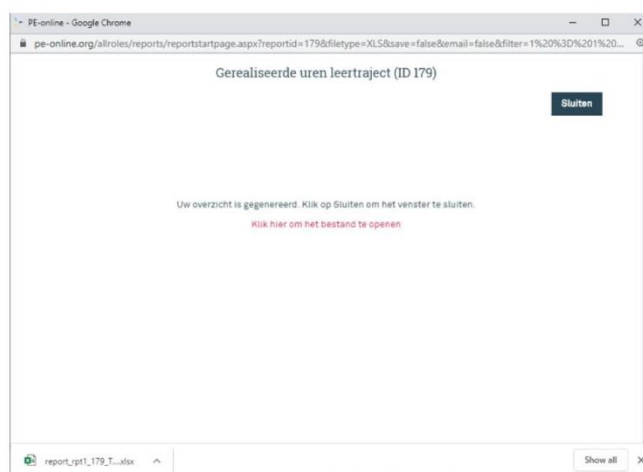 PE-online - Google Chrome
pe-online.org/allroles/reports/reportstartpage.aspx?reportid=179&filetype=XLS&save=false&email=false&filter=1%20%3D%201%20...
Gerealiseerde uren leertraject (ID 179)
Sluiten
Uw overzicht is gegenereerd. Klik op Sluiten om het venster te sluiten.
Klik hier om het bestand te openen
report_rpt1_179_T....xlsx
Show all